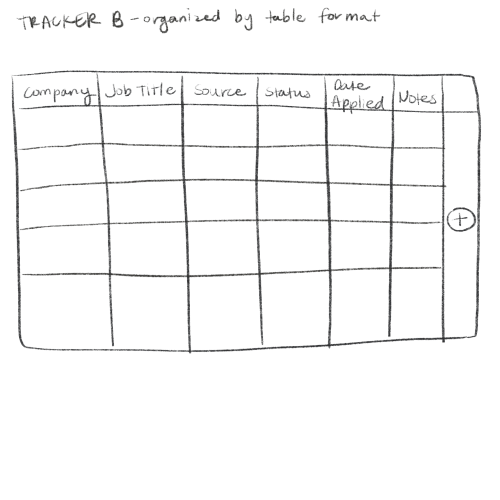 TRACKER B - organized by table format
Company Job Title Source Status Date Applied Notes
+